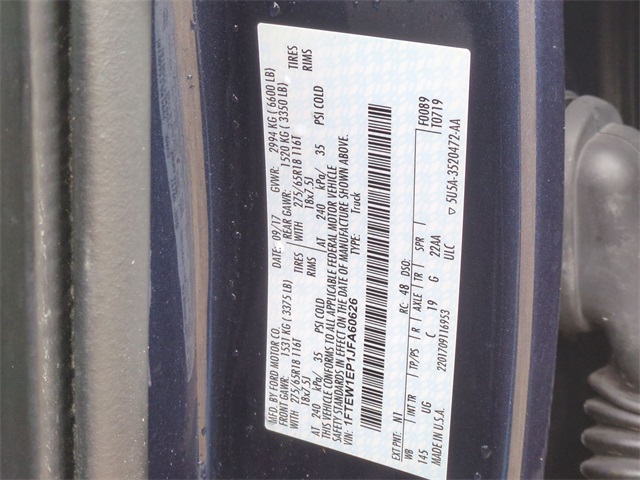 MFD. BY FORD MOTOR CO. DATE: 09/17 GVWR: 2994 KG ( 6600 LB)
FRONT GAWR: 1531 KG ( 3375 LB) REAR GAWR: 1520 KG ( 3350 LB)
WITH 275/65R18 116T TIRES WITH 275/65R18 116T TIRES
18x7.5J RIMS 18x7.5J RIMS
AT 240 kPa/ 35 PSI COLD AT 240 kPa/ 35 PSI COLD
THIS VEHICLE CONFORMS TO ALL APPLICABLE FEDERAL MOTOR VEHICLE
SAFETY STANDARDS IN EFFECT ON THE DATE OF MANUFACTURE SHOWN ABOVE.
VIN: 1FTEW1EP1JFA60626 TYPE: Truck
F0089
T0719
EXT PNT: N1 RC: 48 DSO:
WB INT TR TP/PS R AXLE TR SPR
145 UG C 19 G 22AA
MADE IN U.S.A. 2201709116953 ULC
▽ 5U5A-3520472-AA